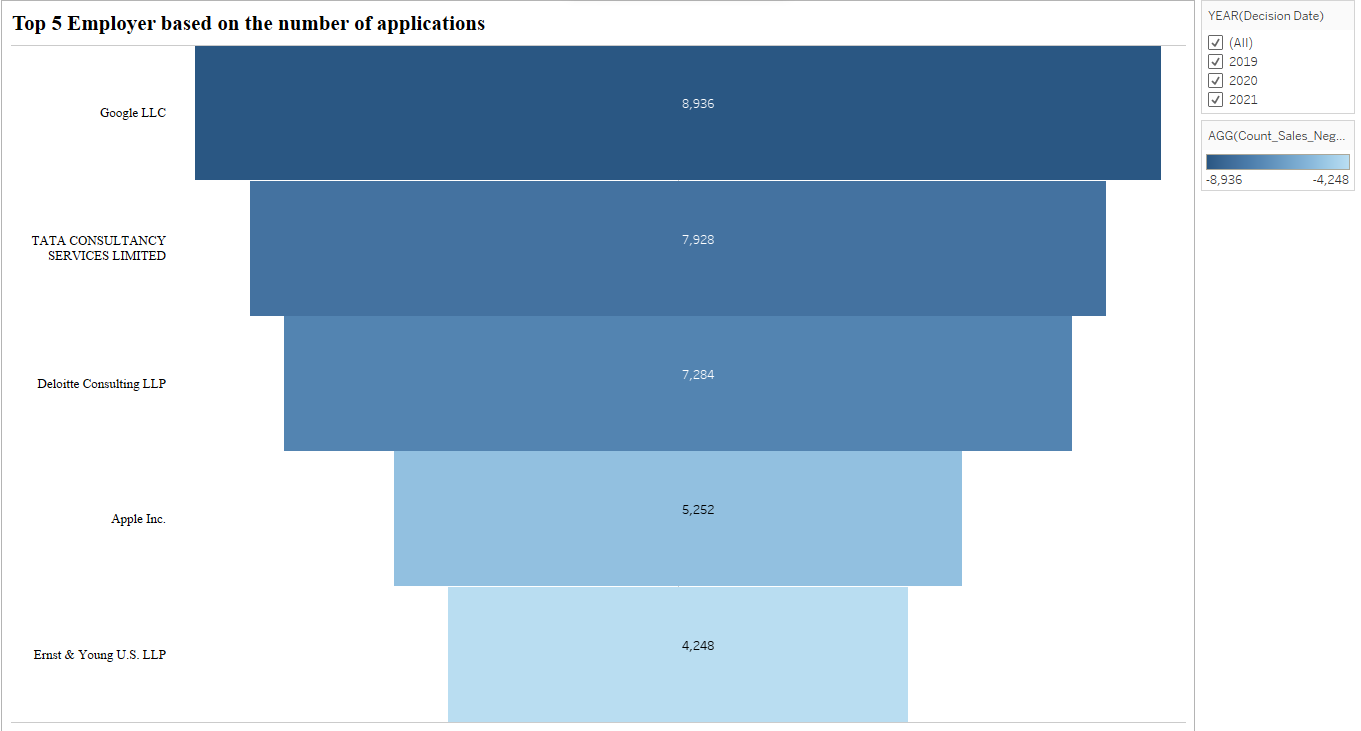 Top 5 Employer based on the number of applications
Google LLC
8,936
TATA CONSULTANCY
SERVICES LIMITED
7,928
Deloitte Consulting LLP
7,284
Apple Inc.
5,252
Ernst & Young U.S. LLP
4,248
YEAR(Decision Date)
(All)
2019
2020
2021
AGG(Count_Sales_Neg...
-8,936
-4,248